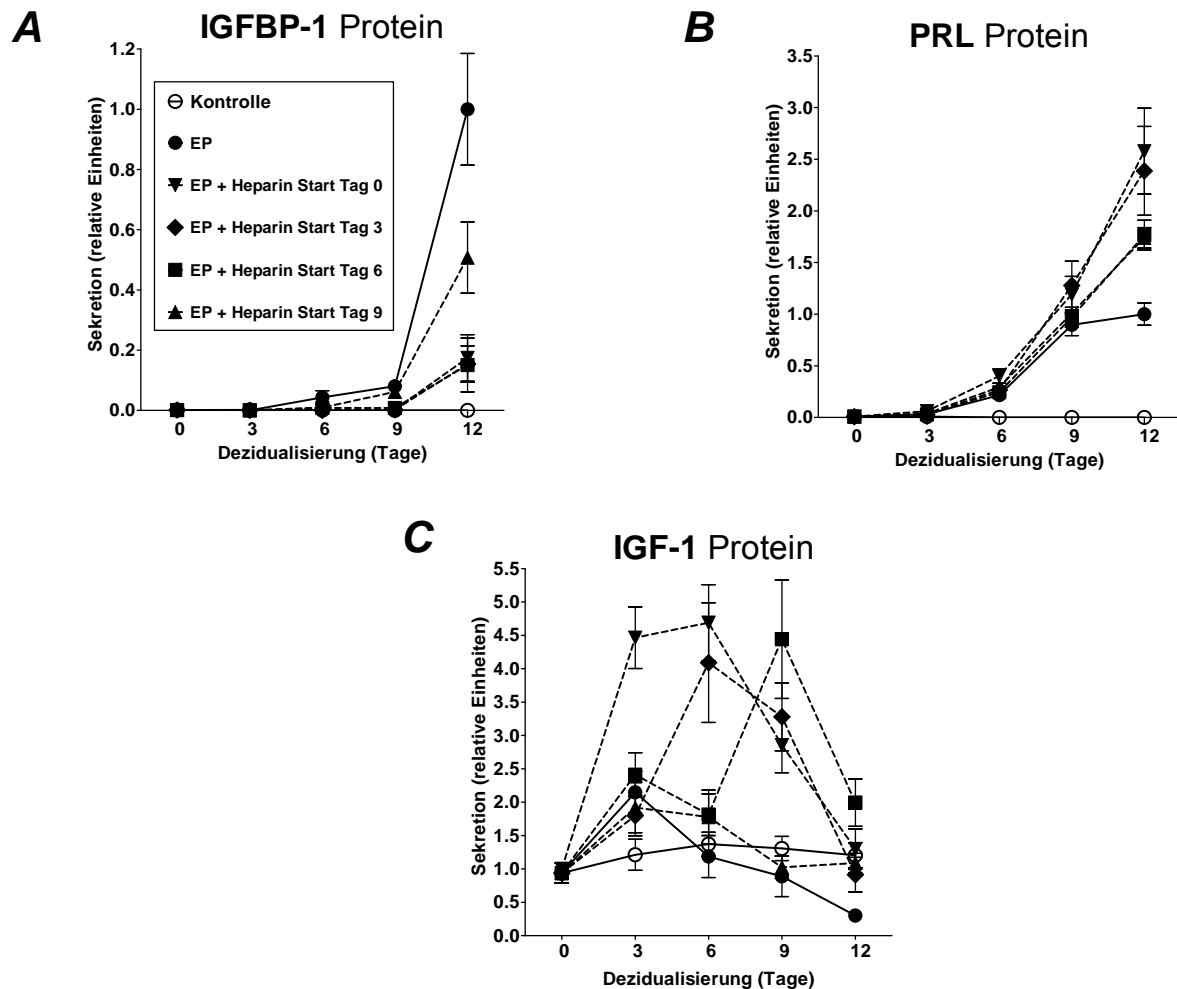 A
IGFBP-1 Protein
Sekretion (relative Einheiten)
1.2
1.0
0.8
0.6
0.4
0.2
0.0
Kontrolle
EP
EP + Heparin Start Tag 0
EP + Heparin Start Tag 3
EP + Heparin Start Tag 6
EP + Heparin Start Tag 9
0 3 6 9 12
Dezidualisierung (Tage)
B
PRL Protein
Sekretion (relative Einheiten)
3.5
3.0
2.5
2.0
1.5
1.0
0.5
0.0
0 3 6 9 12
Dezidualisierung (Tage)
C
IGF-1 Protein
Sekretion (relative Einheiten)
5.5
5.0
4.5
4.0
3.5
3.0
2.5
2.0
1.5
1.0
0.5
0.0
0 3 6 9 12
Dezidualisierung (Tage)